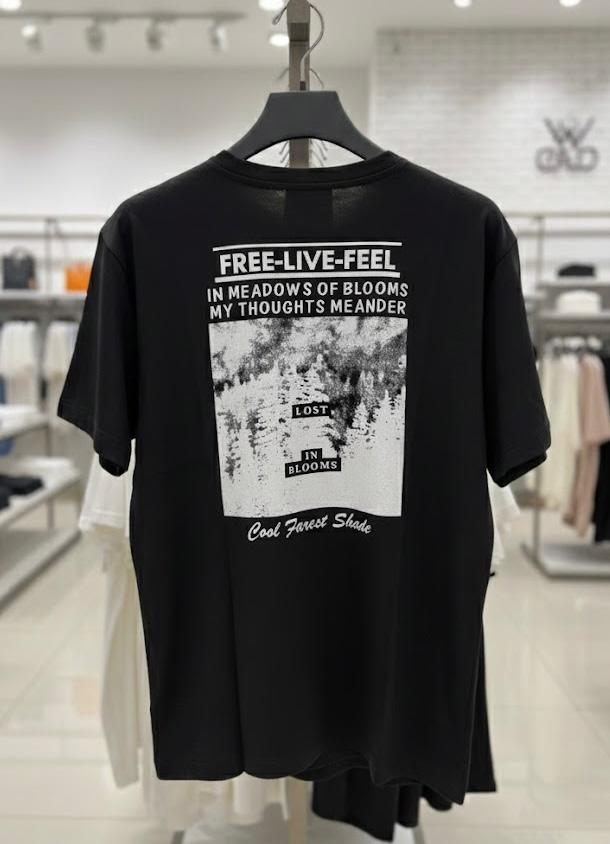 FREE-LIVE-FEEL
IN MEADOWS OF BLOOMS
MY THOUGHTS MEANDER
LOST
IN
BLOOMS
Cool Farest Shade